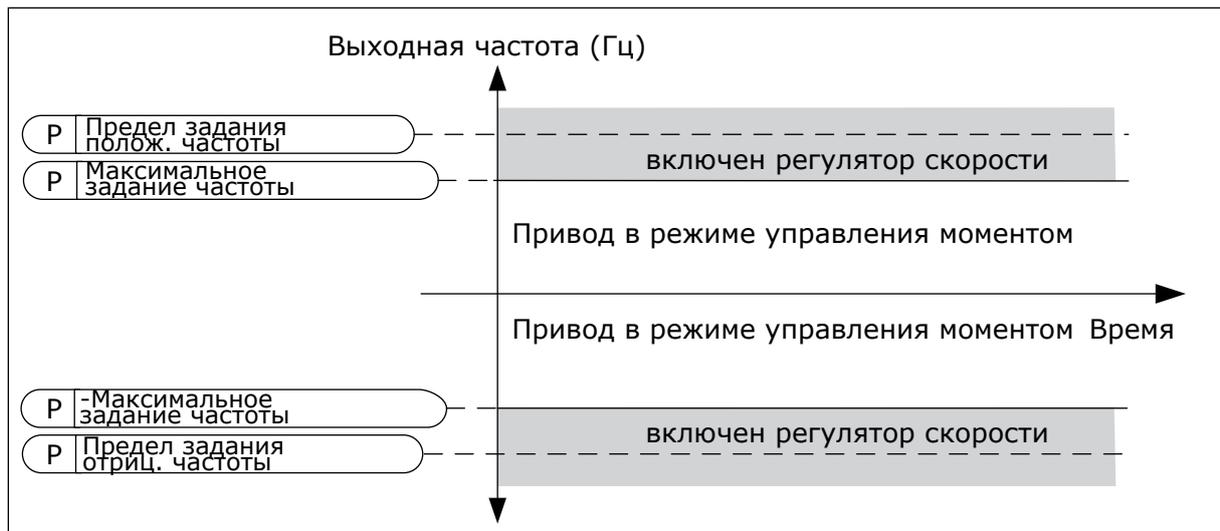 Выходная частота (Гц)
P Предел задания
полож. частоты
включен регулятор скорости
P Максимальное
задание частоты
Привод в режиме управления моментом
Привод в режиме управления моментом Время
P -Максимальное
задание частоты
включен регулятор скорости
P Предел задания
отриц. частоты